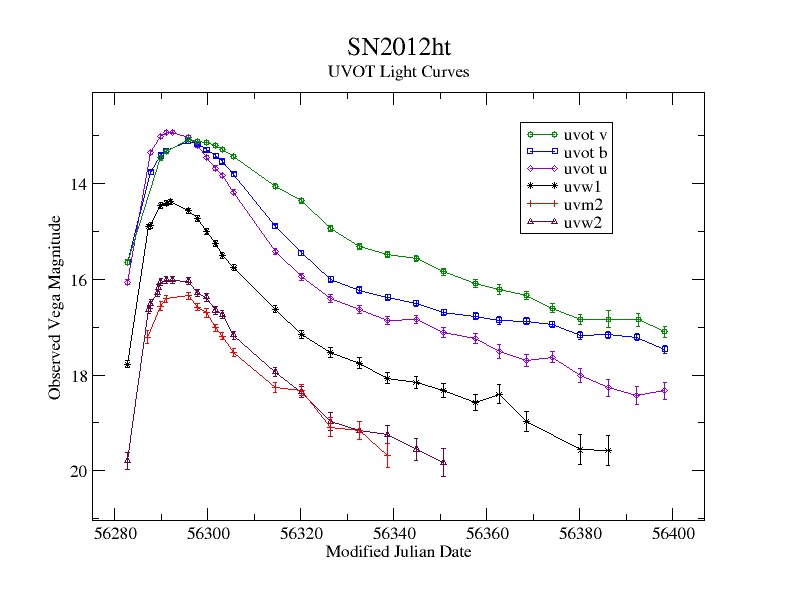 SN2012ht
UVOT Light Curves
uvot v
uvot b
uvot u
uvw1
uvm2
uvw2
Observed Vega Magnitude
14
16
18
20
56280 56300 56320 56340 56360 56380 56400
Modified Julian Date